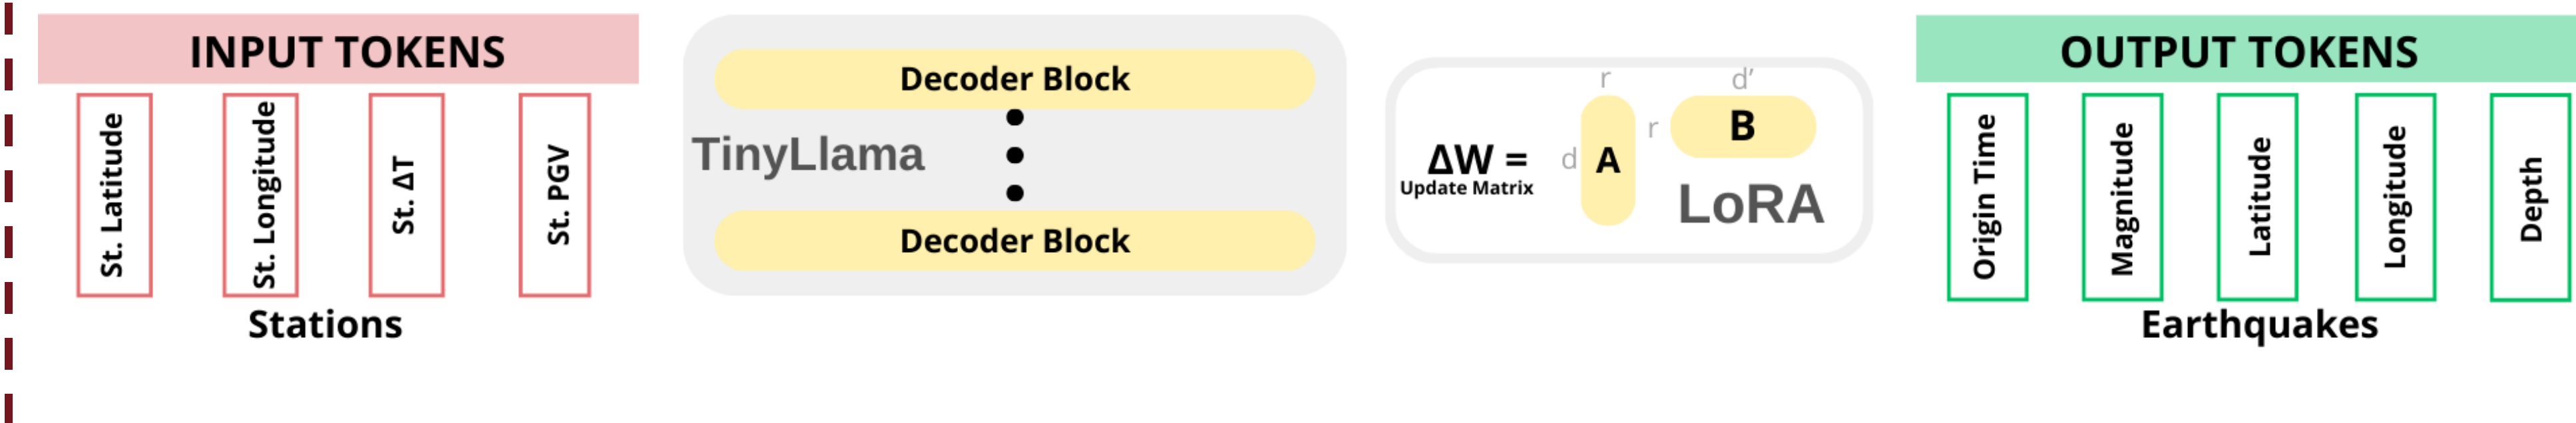 INPUT TOKENS
St. Latitude
St. Longitude
St. ΔT
St. PGV
Stations
Decoder Block
TinyLlama
Decoder Block
r
d’
ΔW =
d
A
r
B
Update Matrix
LoRA
OUTPUT TOKENS
Origin Time
Magnitude
Latitude
Longitude
Depth
Earthquakes